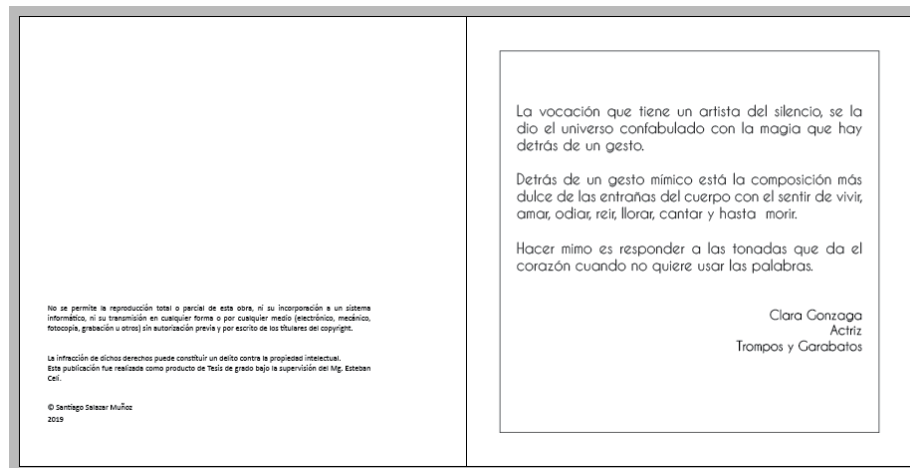 No se permite la reproducción total o parcial de esta obra, ni su incorporación a un sistema
informático, ni su transmisión en cualquier forma o por cualquier medio (electrónico, mecánico,
fotocopia, grabación u otros) sin autorización previa y por escrito de los titulares del copyright.
La infracción de dichos derechos puede constituir un delito contra la propiedad intelectual.
Esta publicación fue realizada como producto de Tesis de grado bajo la supervisión del Mg. Esteban
Celi.
© Santiago Salazar Muñoz
2019
La vocación que tiene un artista del silencio, se la
dio el universo confabulado con la magia que hay
detrás de un gesto.
Detrás de un gesto mímico está la composición más
dulce de las entrañas del cuerpo con el sentir de vivir,
amar, odiar, reir, llorar, cantar y hasta morir.
Hacer mimo es responder a las tonadas que da el
corazón cuando no quiere usar las palabras.
Clara Gonzaga
Actriz
Trompos y Garabatos